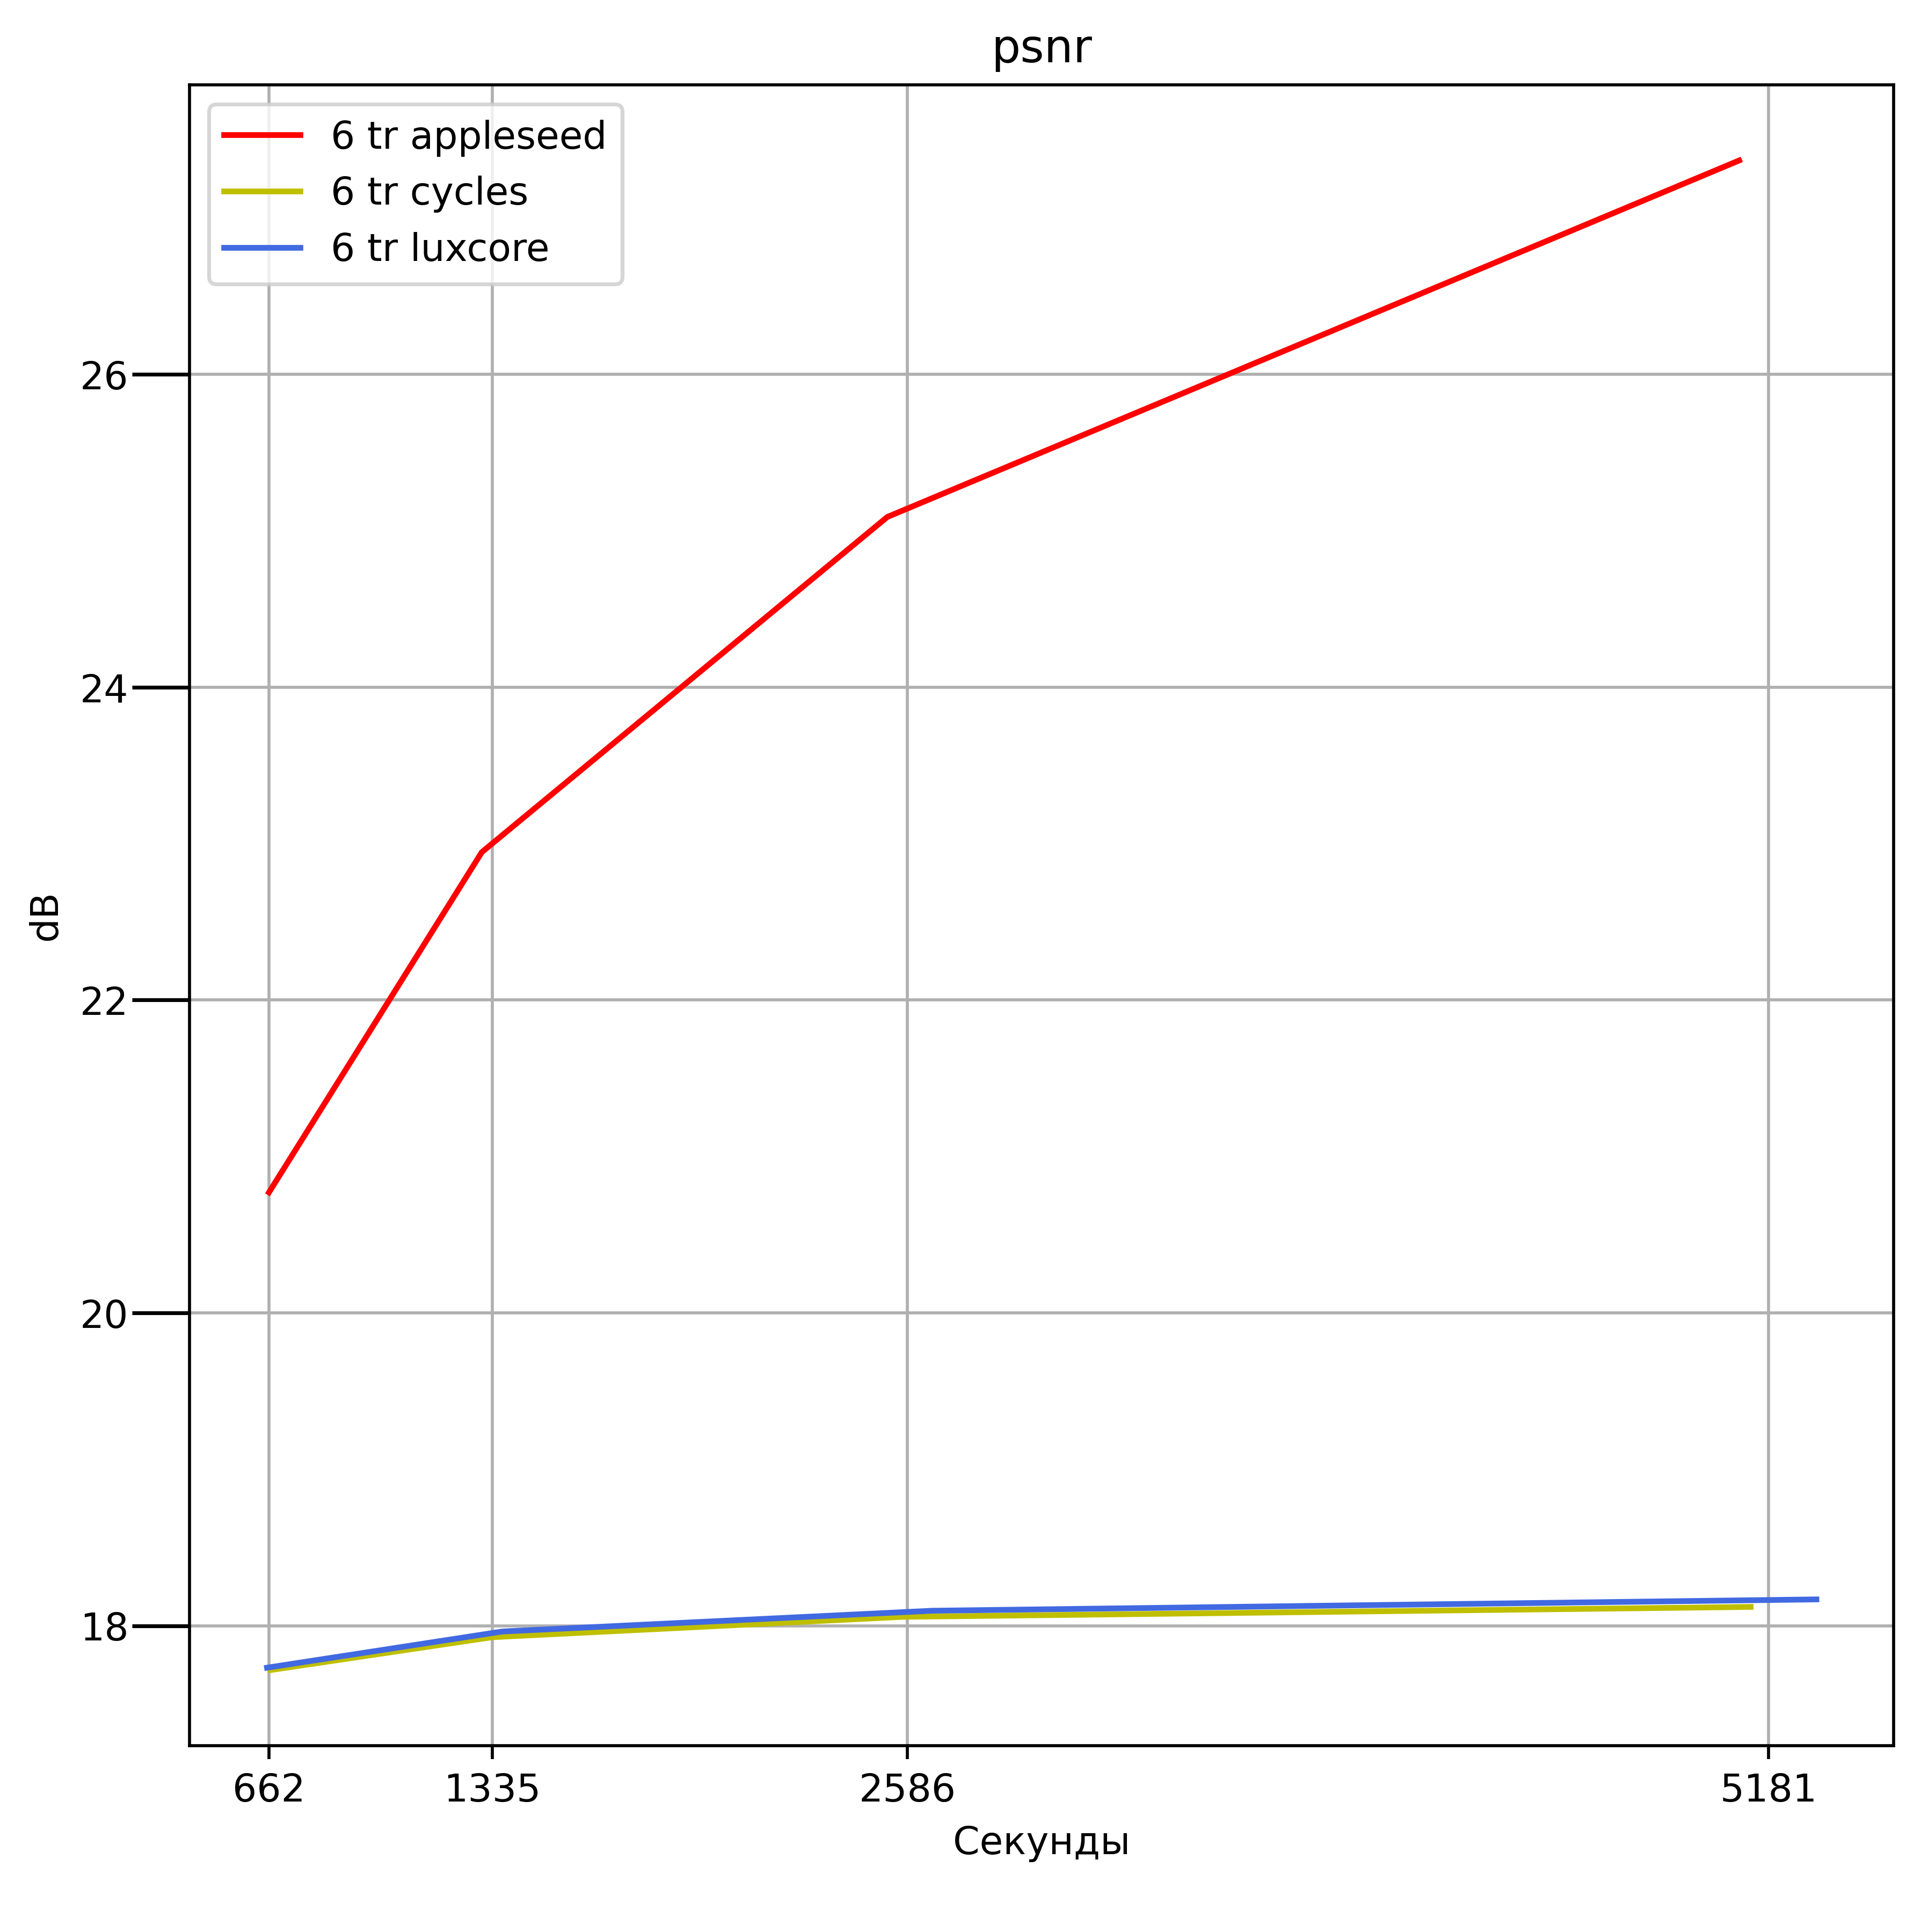 psnr
6 tr appleseed
6 tr cycles
6 tr luxcore
26
24
22
20
18
dB
662 1335 2586 5181
Секунды